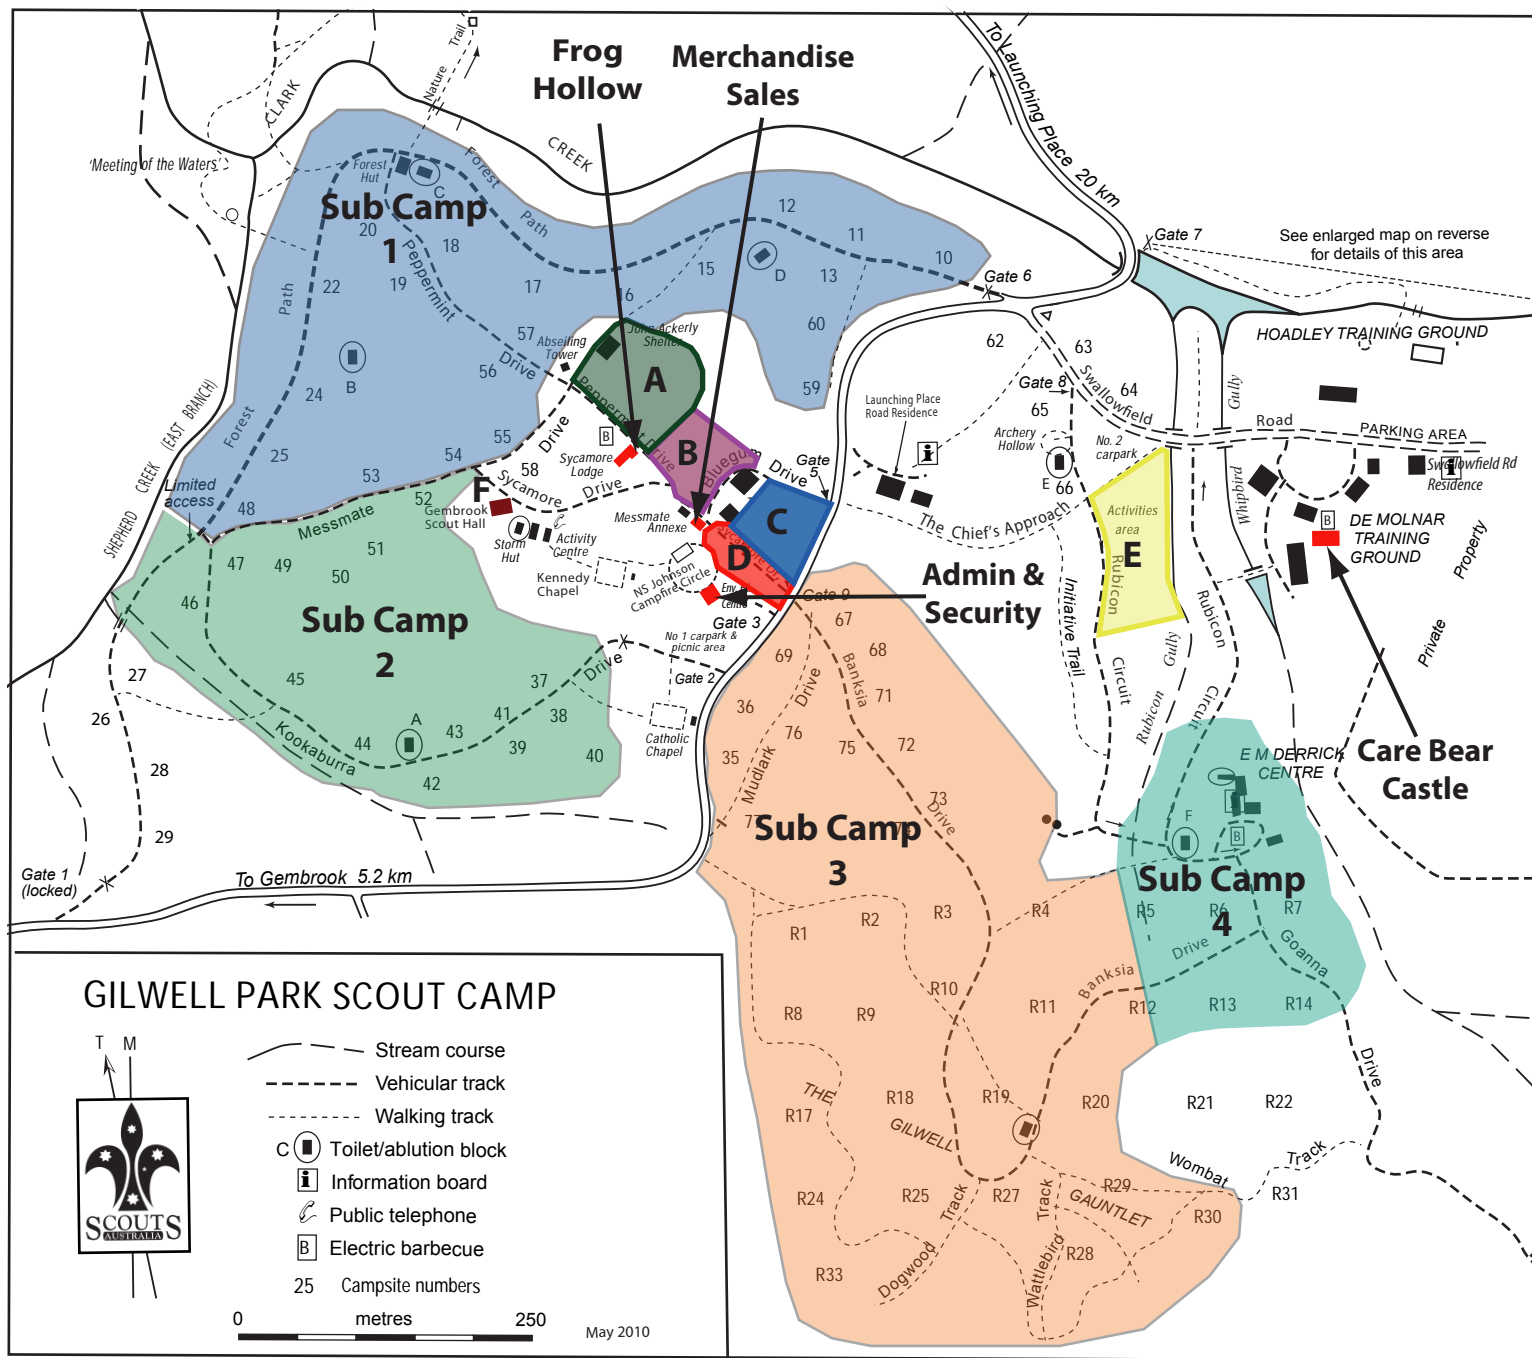 Frog
Hollow
Merchandise
Sales
Nature
Trail
CLARK
CREEK
To Launching Place 20 km
'Meeting of the Waters'
Forest
Hut
C
Forest
Path
Sub Camp
1
12
11
10
20
18
19
22
17
15
16
13
D
60
59
57
56
Peppermint
Drive
Path
Forest
B
24
25
55
54
53
48
Gate 6
Gate 7
See enlarged map on reverse
for details of this area
HOADLEY TRAINING GROUND
62
63
64
65
66
Gate 8
Swallowfield
Road
PARKING AREA
Gully
Whipbird
Launching Place
Road Residence
i
Archery
Hollow
No. 2
carpark
E
Swallowfield Rd
Residence
i
B
DE MOLNAR
TRAINING
GROUND
Property
Private
Abseiling
Tower
John Ackerly
Shelter
A
Peppermint Drive
B
Bluegum
Drive
Gate
5
B
Sycamore
Lodge
58
Drive
Sycamore
Drive
F
Gembrook
Scout Hall
Storm
Hut
Activity
Centre
Messmate
Annexe
Kennedy
Chapel
NS Johnson
Campfire Circle
C
D
Sycamore Dr
Env
Centre
Gate 3
Gate 9
Admin &
Security
No 1 carpark &
picnic area
Gate 2
Catholic
Chapel
The Chief's Approach
Initiative Trail
Activities
area
E
Rubicon
Circuit
Rubicon
Gully
Rubicon
Circuit
Care Bear
Castle
SHEPHERD
CREEK
(EAST BRANCH)
Limited
access
Messmate
52
51
50
49
47
46
45
44
43
42
41
40
39
38
37
Sub Camp
2
A
Kookaburra
Drive
27
26
28
29
Gate 1
(locked)
To Gembrook 5.2 km
67
68
69
71
72
73
75
76
36
35
Mudlark
Drive
Banksia
Drive
Sub Camp
3
E M DERRICK
CENTRE
i
F
B
Sub Camp
4
R1
R2
R3
R4
R5
R6
R7
R8
R9
R10
R11
R12
R13
R14
Banksia
Drive
Goanna
Drive
R17
R18
R19
R20
R21
R22
THE
GILWELL
GAUNTLET
R24
R25
R27
R28
R29
R30
R31
R33
Dogwood
Track
Wattlebird
Track
Wombat
Track
GILWELL PARK SCOUT CAMP
T M
SCOUTS
AUSTRALIA
Stream course
Vehicular track
Walking track
C Toilet/ablution block
i Information board
Public telephone
B Electric barbecue
25 Campsite numbers
0 metres 250
May 2010